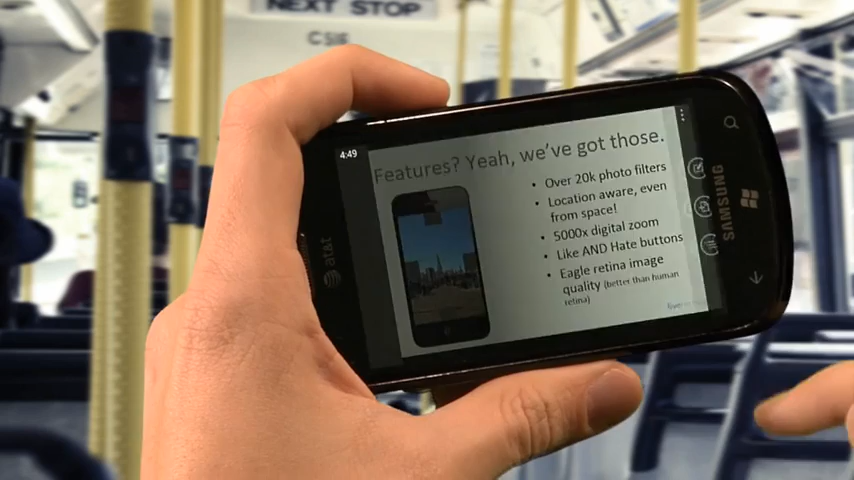 NEXT STOP
4:49
Features? Yeah, we've got those.
• Over 20k photo filters
• Location aware, even
from space!
• 5000x digital zoom
• Like AND Hate buttons
• Eagle retina image
quality (better than human
retina)
at&t
SAMSUNG